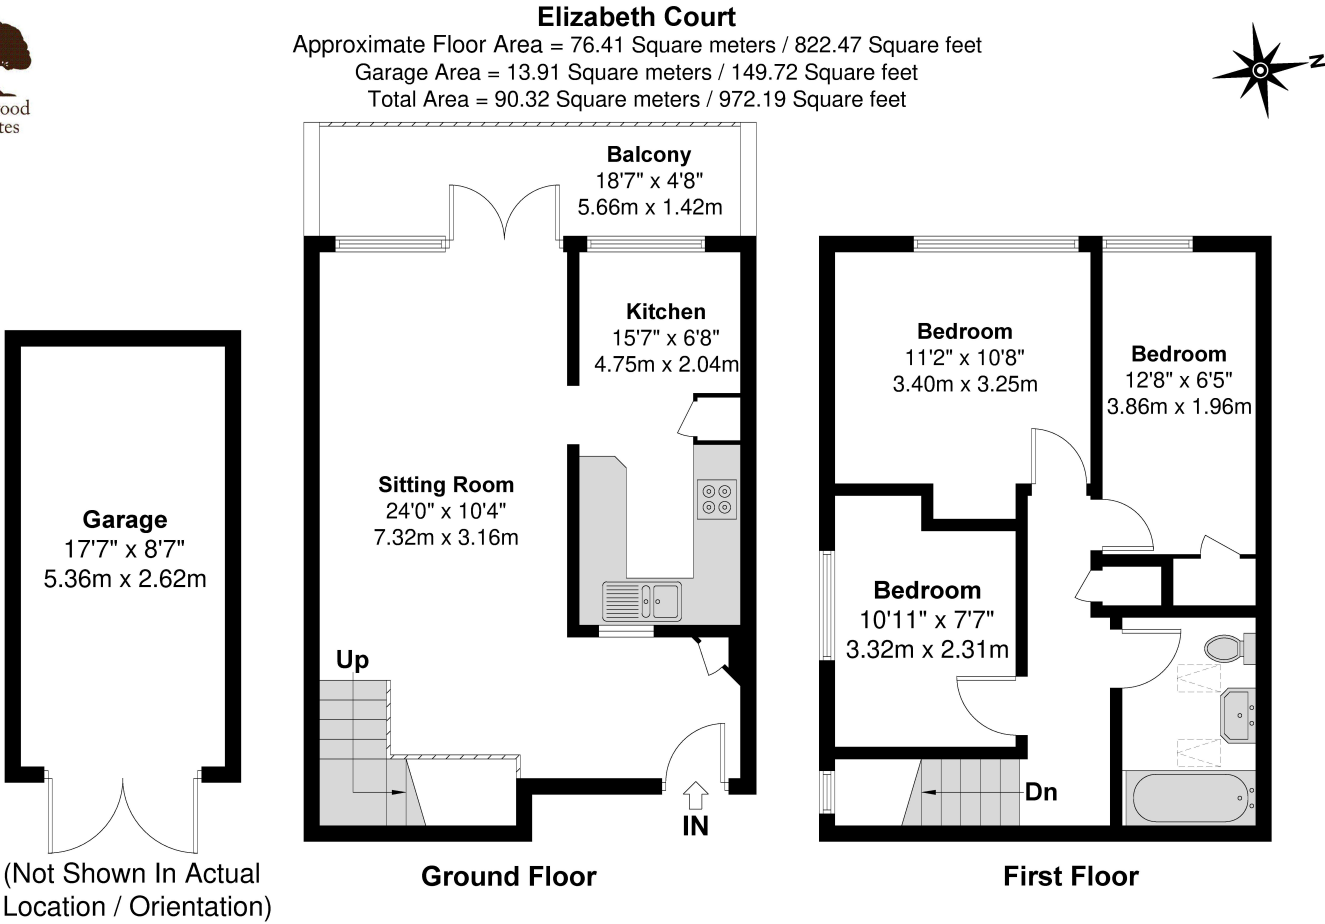 Elizabeth Court
Approximate Floor Area = 76.41 Square meters / 822.47 Square feet
Garage Area = 13.91 Square meters / 149.72 Square feet
Total Area = 90.32 Square meters / 972.19 Square feet
N
Balcony
18'7" x 4'8"
5.66m x 1.42m
Kitchen
15'7" x 6'8"
4.75m x 2.04m
Sitting Room
24'0" x 10'4"
7.32m x 3.16m
Up
IN
Ground Floor
Bedroom
11'2" x 10'8"
3.40m x 3.25m
Bedroom
12'8" x 6'5"
3.86m x 1.96m
Bedroom
10'11" x 7'7"
3.32m x 2.31m
Dn
First Floor
Garage
17'7" x 8'7"
5.36m x 2.62m
(Not Shown In Actual
Location / Orientation)